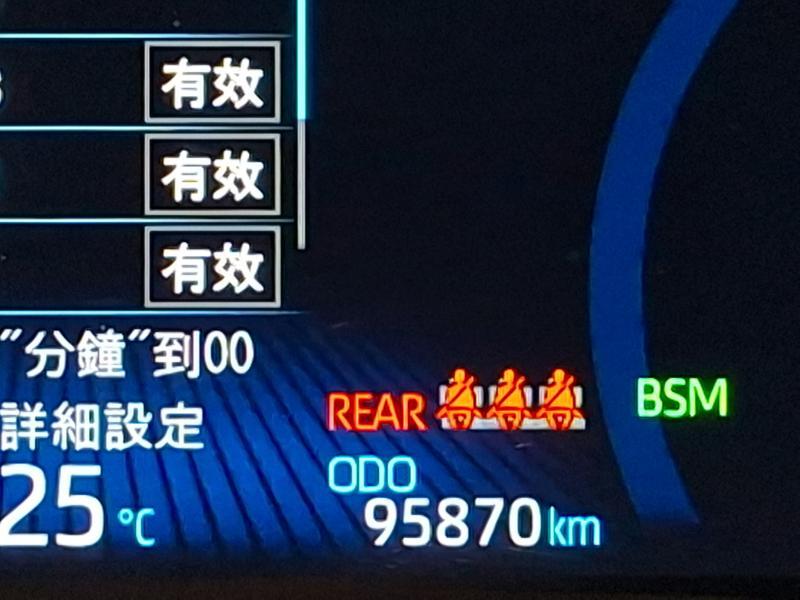 有效
有效
有效
"分鐘"到00
詳細設定
25 °C
REAR
BSM
ODO
95870 km